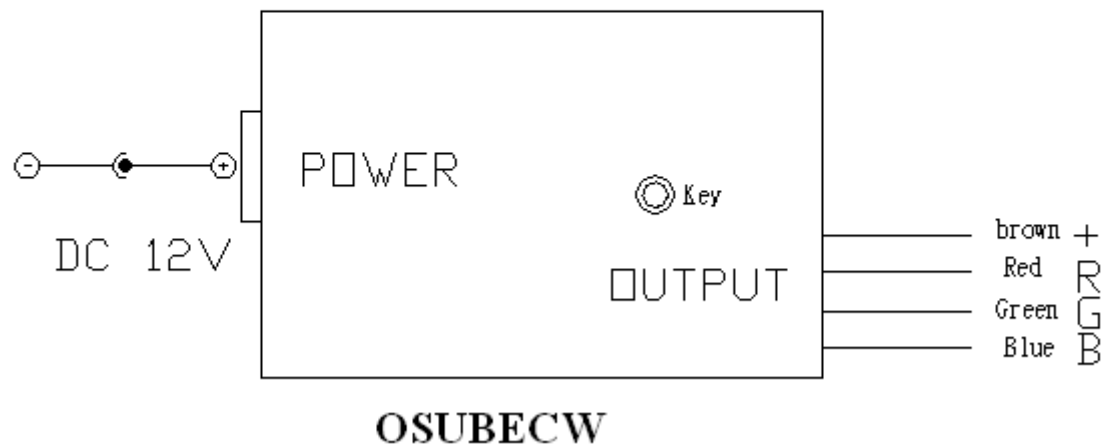 POWER
Key
DC 12V
OUTPUT
brown +
Red R
Green G
Blue B
OSUBECW